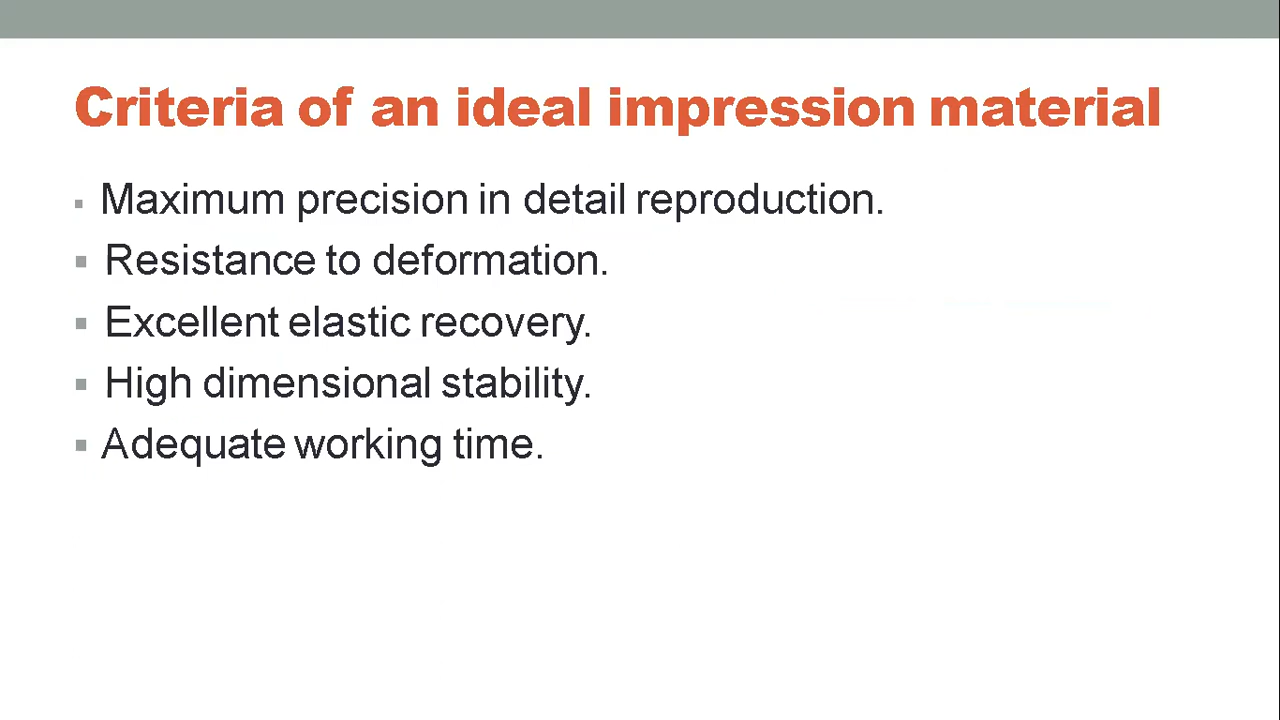 Criteria of an ideal impression material
▪ Maximum precision in detail reproduction.
▪ Resistance to deformation.
▪ Excellent elastic recovery.
▪ High dimensional stability.
▪ Adequate working time.